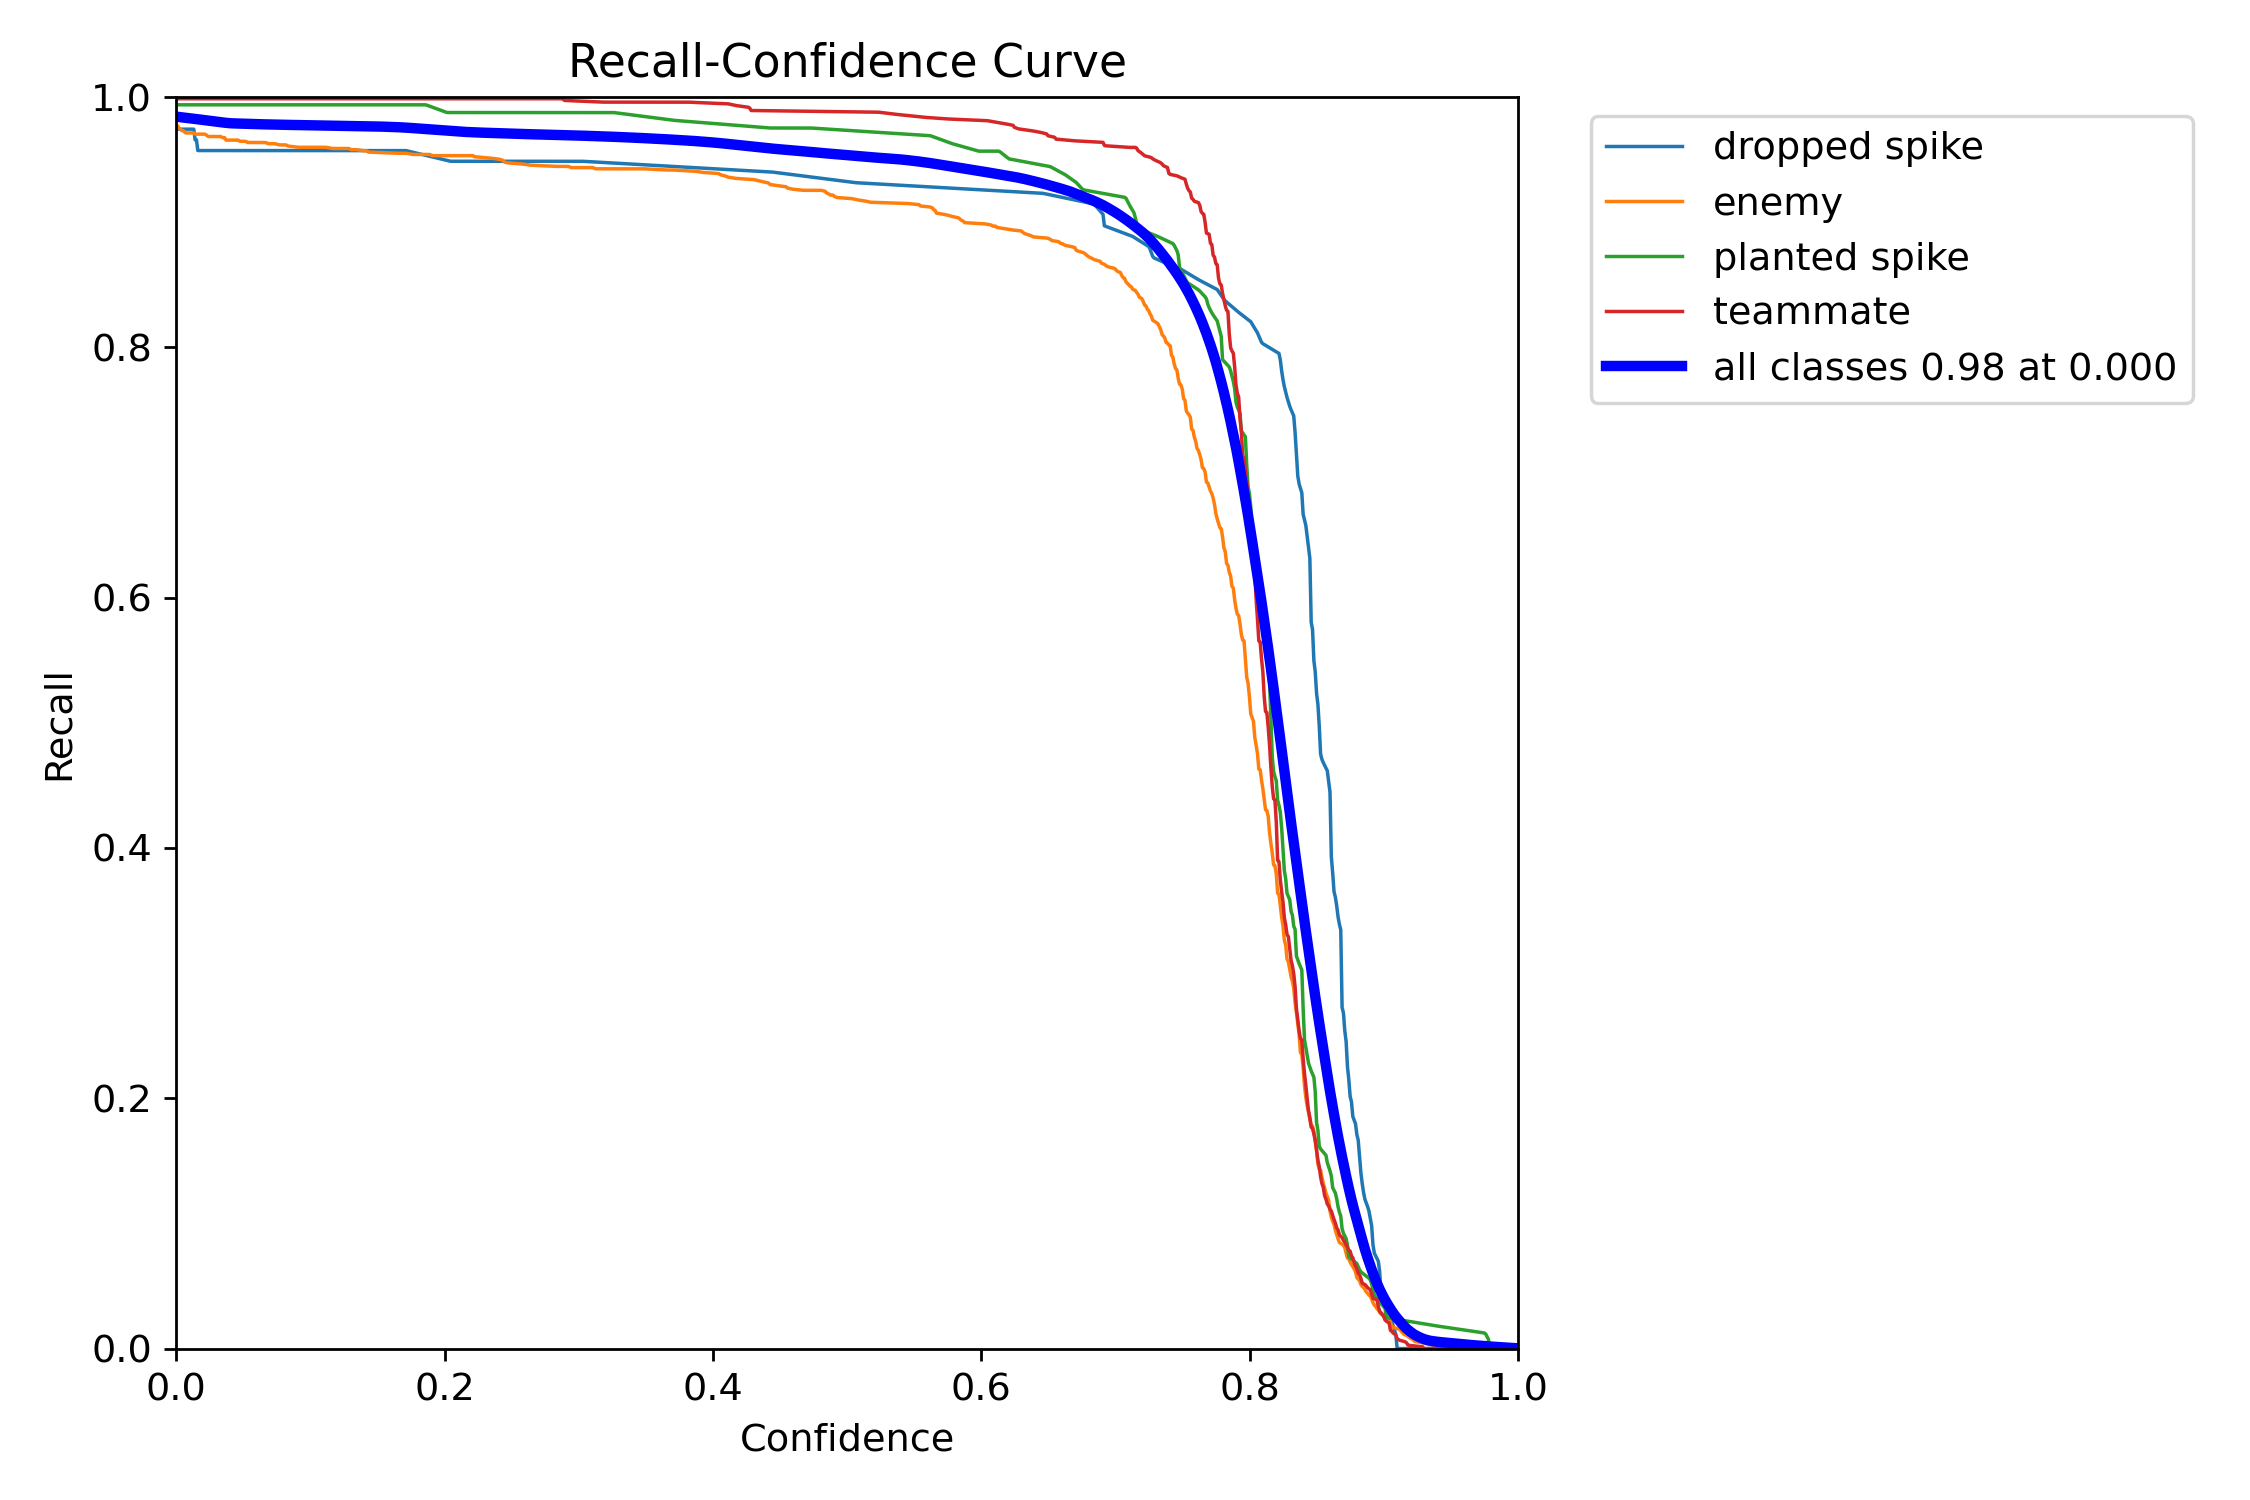 Recall-Confidence Curve
1.0
0.8
0.6
0.4
0.2
0.0
Recall
0.0 0.2 0.4 0.6 0.8 1.0
Confidence
dropped spike
enemy
planted spike
teammate
all classes 0.98 at 0.000